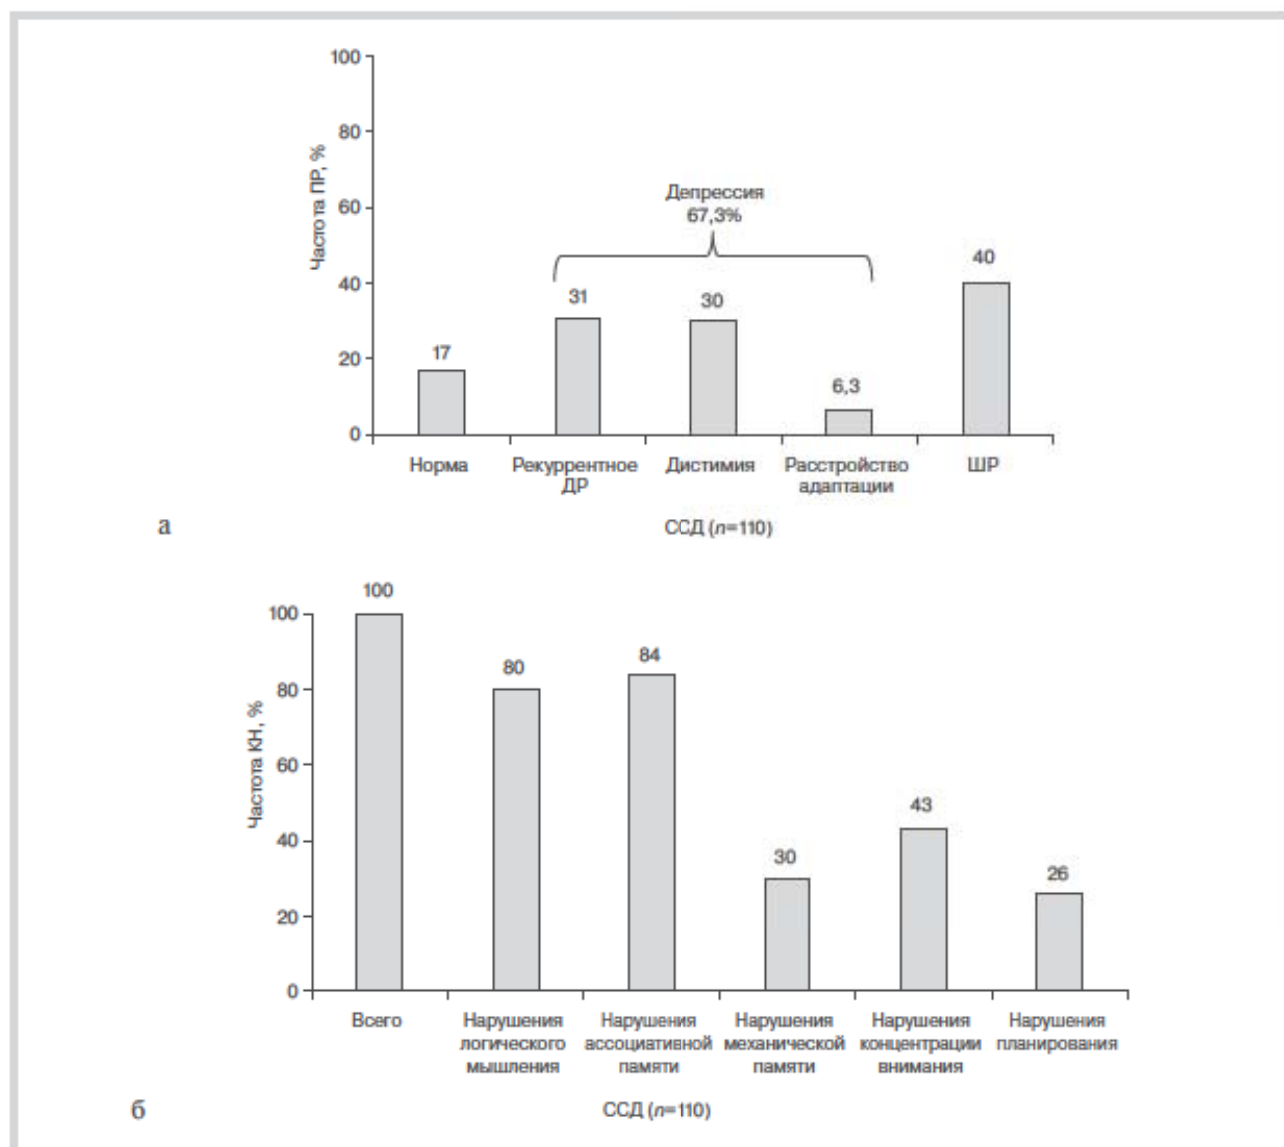 100
80
60
40
20
0
Частота ПР, %
Депрессия
67,3%
17
31
30
6,3
40
Норма
Рекуррентное
ДР
Дистимия
Расстройство
адаптации
ШР
а
ССД (n=110)
100
80
60
40
20
0
Частота КН, %
100
80
84
30
43
26
Всего
Нарушения
логического
мышления
Нарушения
ассоциативной
памяти
Нарушения
механической
памяти
Нарушения
концентрации
внимания
Нарушения
планирования
б
ССД (n=110)